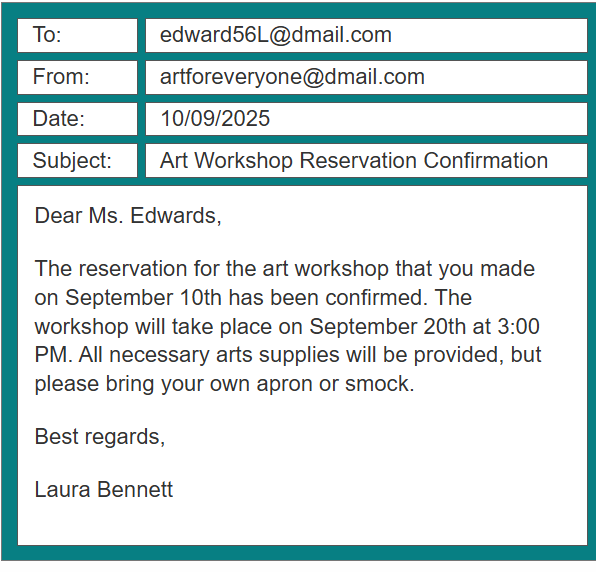 To:
edward56L@dmail.com
From:
artforeveryone@dmail.com
Date:
10/09/2025
Subject:
Art Workshop Reservation Confirmation
Dear Ms. Edwards,
The reservation for the art workshop that you made
on September 10th has been confirmed. The
workshop will take place on September 20th at 3:00
PM. All necessary arts supplies will be provided, but
please bring your own apron or smock.
Best regards,
Laura Bennett